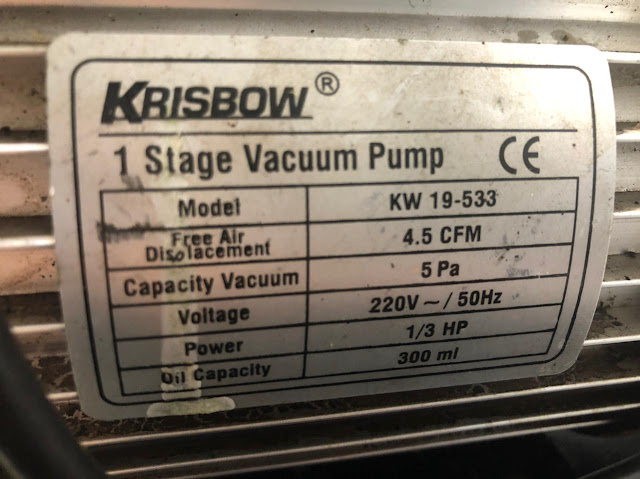 KRISBOW®
1 Stage Vacuum Pump CE
Model KW 19-533
Free Air
Displacement 4.5 CFM
Capacity Vacuum 5 Pa
Voltage 220V ~ / 50Hz
Power 1/3 HP
Oil Capacity 300 ml